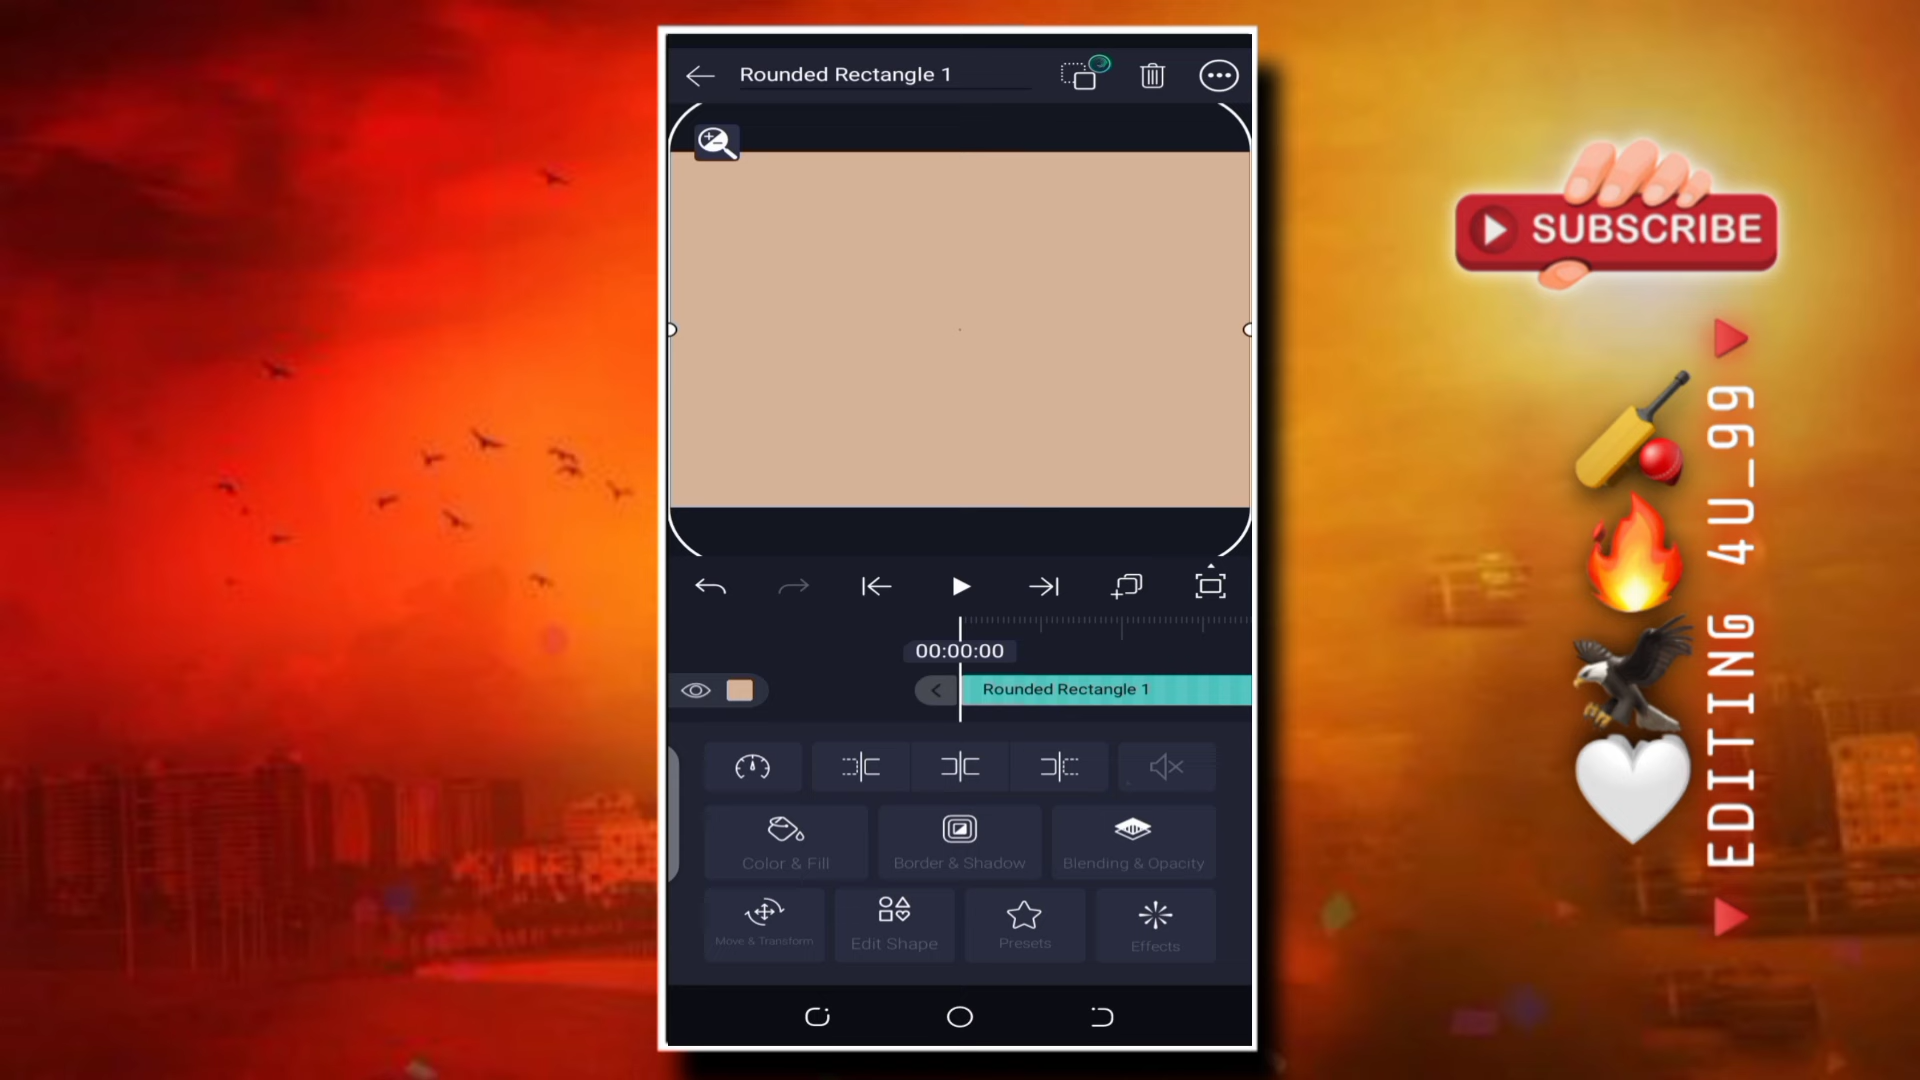 Rounded Rectangle 1
00:00:00
Rounded Rectangle 1
Color & Fill
Border & Shadow
Blending & Opacity
Move & Transform
Edit Shape
Presets
Effects
SUBSCRIBE
EDITING 4U_99